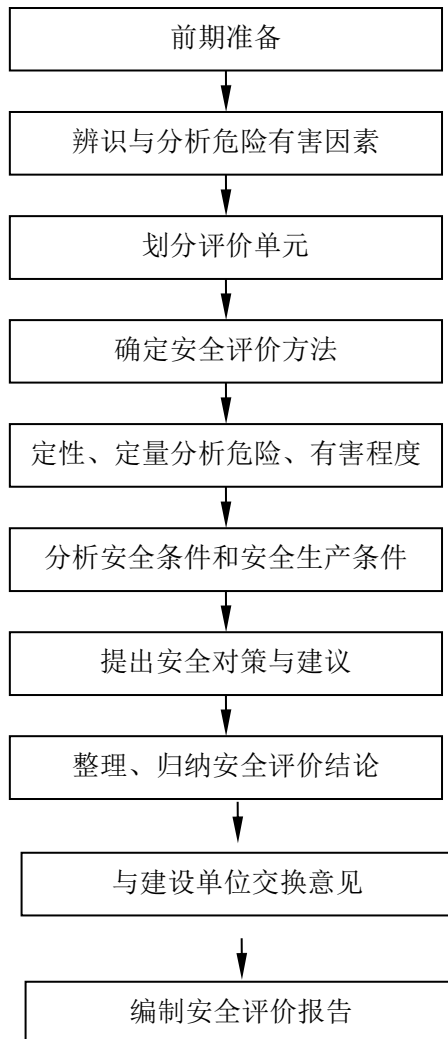 前期准备
辨识与分析危险有害因素
划分评价单元
确定安全评价方法
定性、定量分析危险、有害程度
分析安全条件和安全生产条件
提出安全对策与建议
整理、归纳安全评价结论
与建设单位交换意见
编制安全评价报告